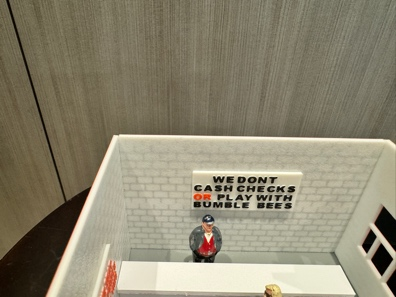 WE DONT
CASH CHECKS
OR PLAY WITH
BUMBLE BEES